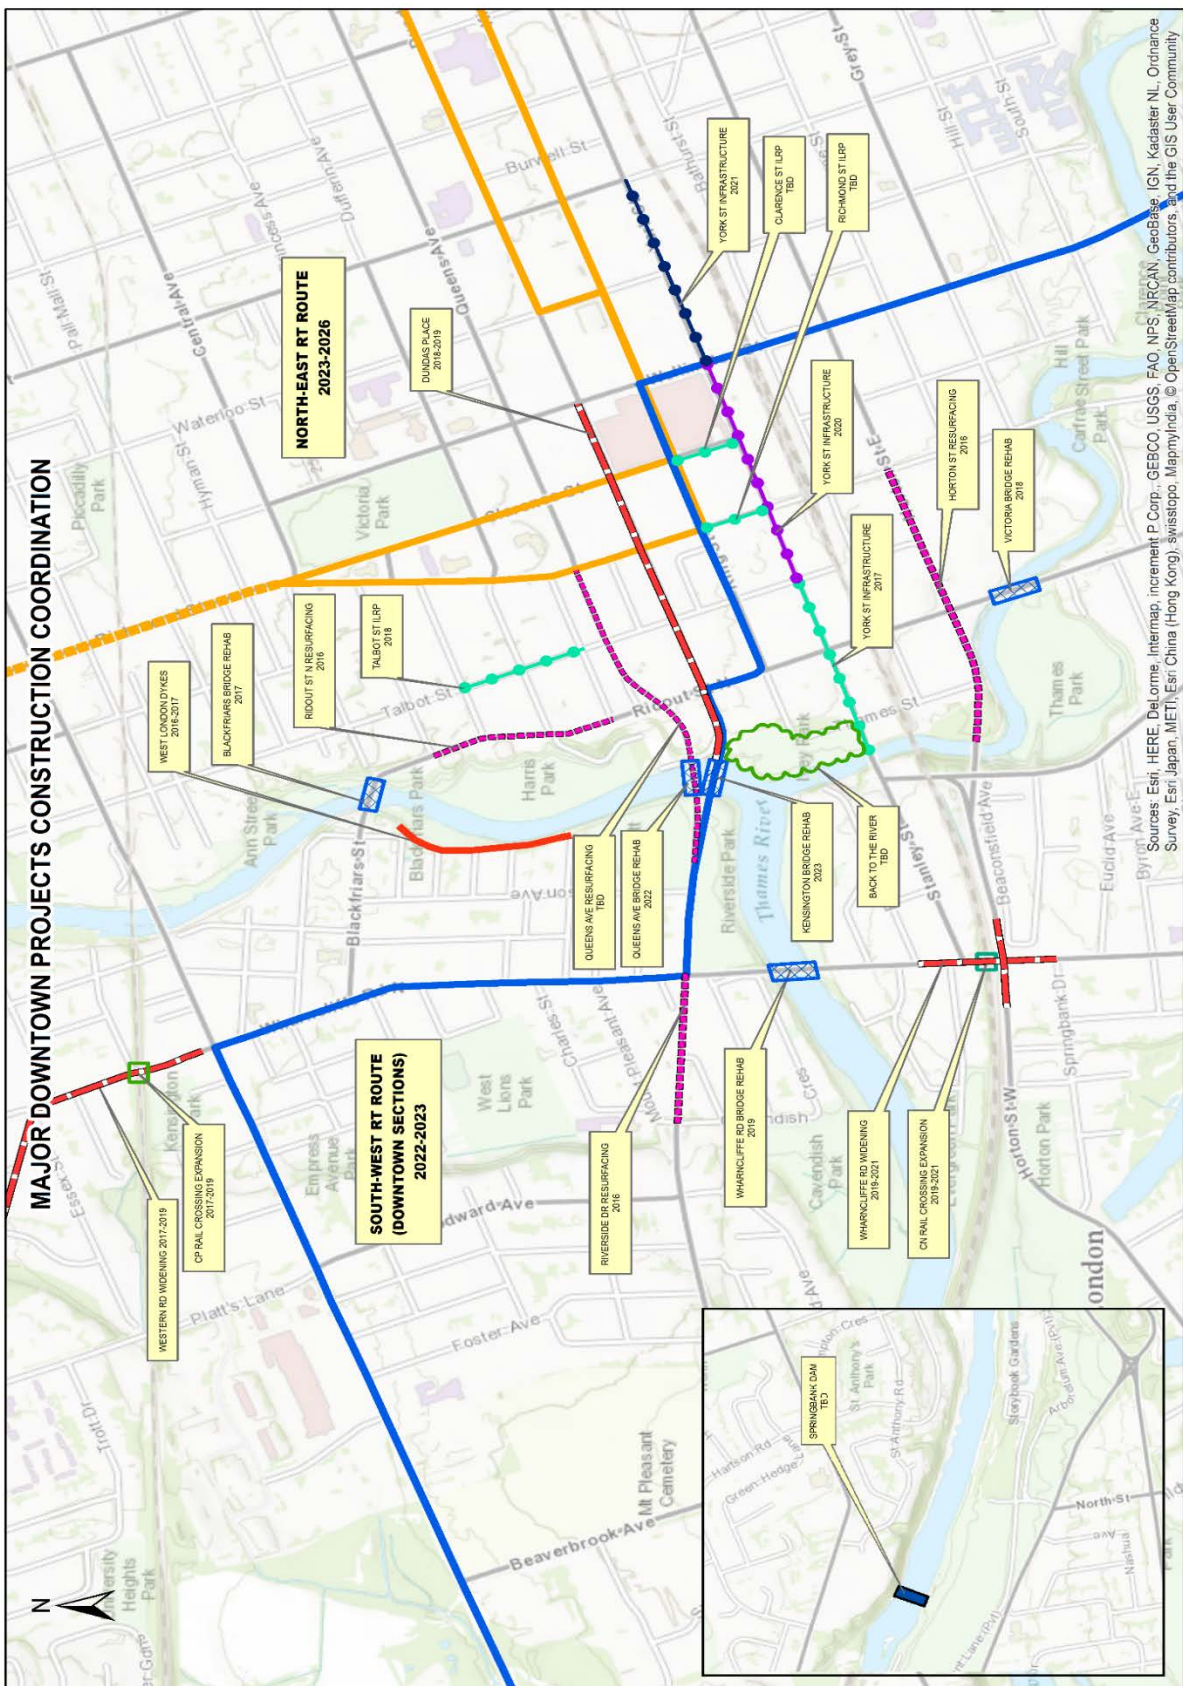 MAJOR DOWNTOWN PROJECTS CONSTRUCTION COORDINATION
N
WESTERN RD WIDENING 2017-2019
CP RAIL CROSSING EXPANSION
2017-2019
WEST LONDON DYKES
2016-2017
BLACKFRIARS BRIDGE REHAB
2017
RIDOUT ST N RESURFACING
2016
TALBOT ST ILRP
2018
DUNDAS PLACE
2018-2019
NORTH-EAST RT ROUTE
2023-2026
SOUTH-WEST RT ROUTE
(DOWNTOWN SECTIONS)
2022-2023
RIVERSIDE DR RESURFACING
2016
QUEENS AVE RESURFACING
TBD
QUEENS AVE BRIDGE REHAB
2022
WHARNCLIFFE RD BRIDGE REHAB
2019
KENSINGTON BRIDGE REHAB
2023
BACK TO THE RIVER
TBD
WHARNCLIFFE RD WIDENING
2019-2021
CN RAIL CROSSING EXPANSION
2019-2021
YORK ST INFRASTRUCTURE
2017
YORK ST INFRASTRUCTURE
2020
YORK ST INFRASTRUCTURE
2021
CLARENCE ST ILRP
TBD
RICHMOND ST ILRP
TBD
HORTON ST RESURFACING
2016
VICTORIA BRIDGE REHAB
2018
SPRINGBANK DAM
TBD
Essex St
Trott Dr
Heights
Park
Kensington
Park
Platt's Lane
Empress
Avenue
Park
West
Lions
Park
Charles St
Foster Ave
Beaverbrook Ave
Mt Pleasant
Cemetery
Ann Street
Park
Blackfriars St
Harris
Park
Talbot St
Piccadilly
Park
Pall Mall St
Hyman St
Waterloo St
Central Ave
Victoria
Park
Princess Ave
Dufferin Ave
Queens Ave
Burwell St
Bathurst St
Grey St
Hill St
South St
Riverside Park
Thames River
Cavendish
Park
Stanley St
Beaconsfield Ave
Euclid Ave
Byron Ave E
Thames
Park
Carfrae Street Park
Horton St W
Horton Park
Springbank Dr
London
Hartson Rd
Green Hedge Lane
St Anthony's
Park
St Anthony Rd
Storybook Gardens
North St
Nashua
Ave
Sources: Esri, HERE, DeLorme, Intermap, increment P Corp., GEBCO, USGS, FAO, NPS, NRCAN, GeoBase, IGN, Kadaster NL, Ordnance
Survey, Esri Japan, METI, Esri China (Hong Kong), swisstopo, MapmyIndia, © OpenStreetMap contributors, and the GIS User Community